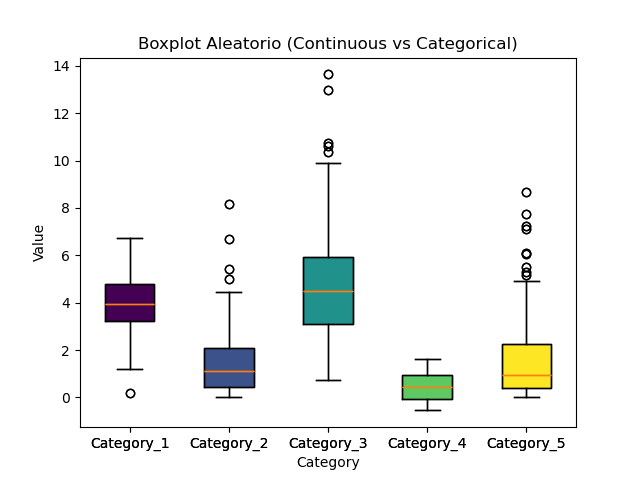 Boxplot Aleatorio (Continuous vs Categorical)
14
12
10
8
6
4
2
0
Value
Category_1 Category_2 Category_3 Category_4 Category_5
Category